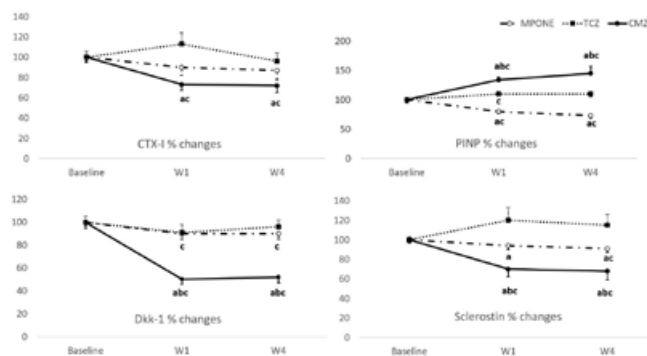 140
120
100
80
60
40
20
0
ac
ac
CTX-I % changes
Baseline
W1
W4
MPONE
TCZ
CMZ
200
150
100
50
0
abc
abc
c
ac
ac
PINP % changes
Baseline
W1
W4
100
80
60
40
20
0
c
c
abc
abc
Dkk-1 % changes
Baseline
W1
W4
140
120
100
80
60
40
20
0
a
ac
abc
abc
Sclerostin % changes
Baseline
W1
W4